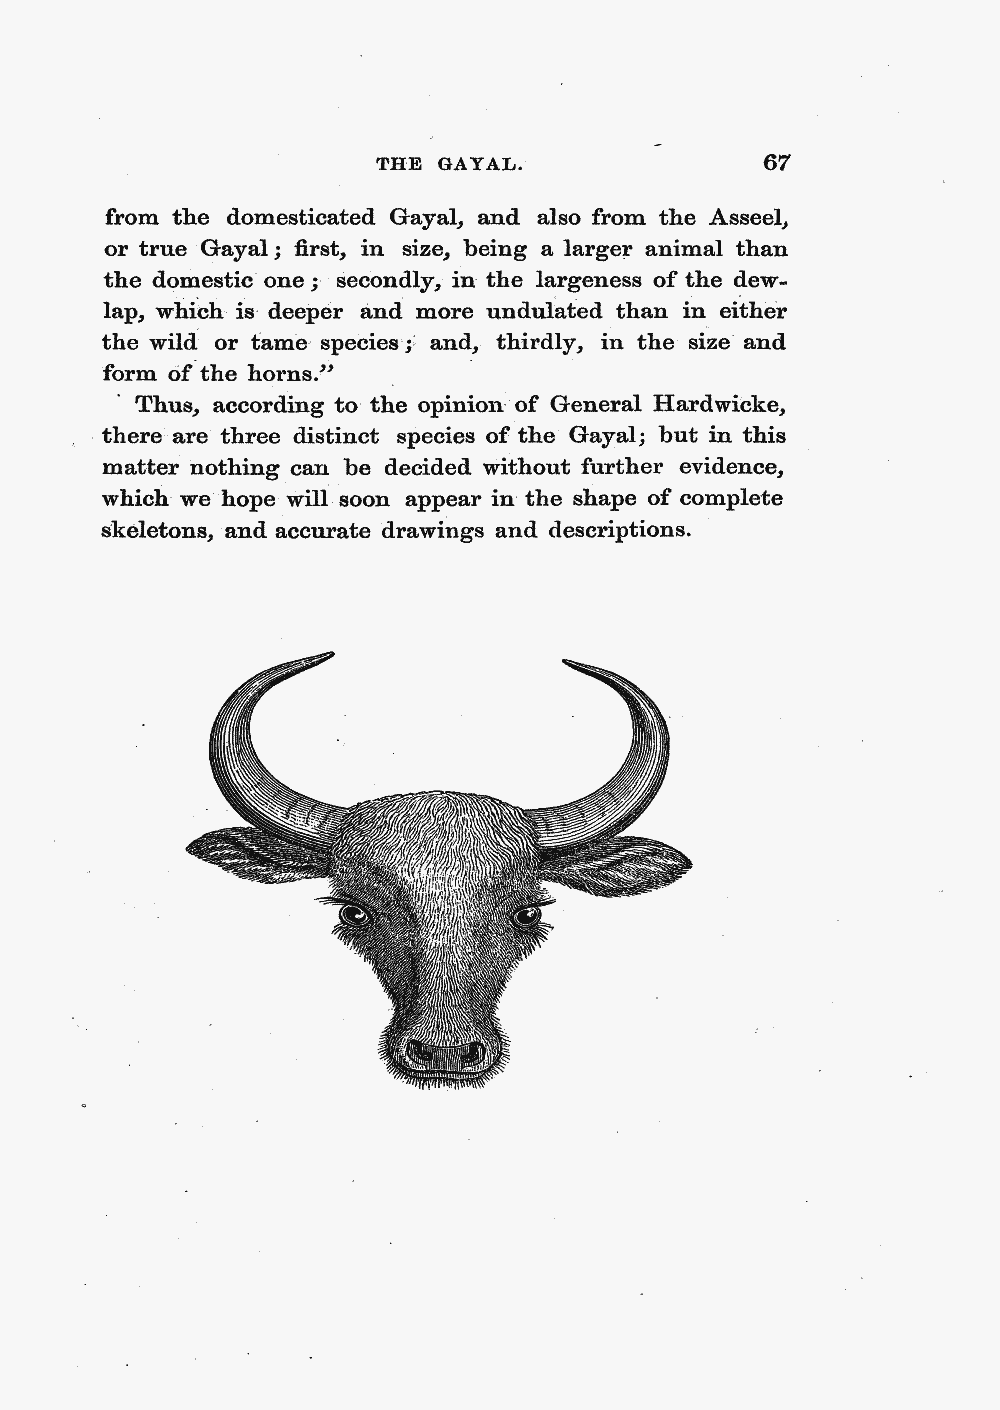 THE GAYAL. 67
from the domesticated Gayal, and also from the Asseel,
or true Gayal; first, in size, being a larger animal than
the domestic one; secondly, in the largeness of the dew-
lap, which is deeper and more undulated than in either
the wild or tame species; and, thirdly, in the size and
form of the horns.”
Thus, according to the opinion of General Hardwicke,
there are three distinct species of the Gayal; but in this
matter nothing can be decided without further evidence,
which we hope will soon appear in the shape of complete
skeletons, and accurate drawings and descriptions.